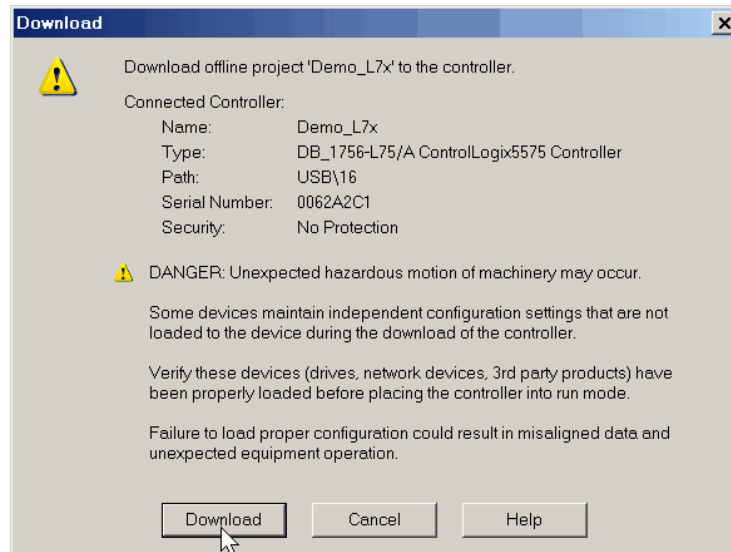 Download
Download offline project 'Demo_L7x' to the controller.
Connected Controller:
Name: Demo_L7x
Type: DB_1756-L75/A ControlLogix5575 Controller
Path: USB\16
Serial Number: 0062A2C1
Security: No Protection
DANGER: Unexpected hazardous motion of machinery may occur.
Some devices maintain independent configuration settings that are not
loaded to the device during the download of the controller.
Verify these devices (drives, network devices, 3rd party products) have
been properly loaded before placing the controller into run mode.
Failure to load proper configuration could result in misaligned data and
unexpected equipment operation.
Download Cancel Help